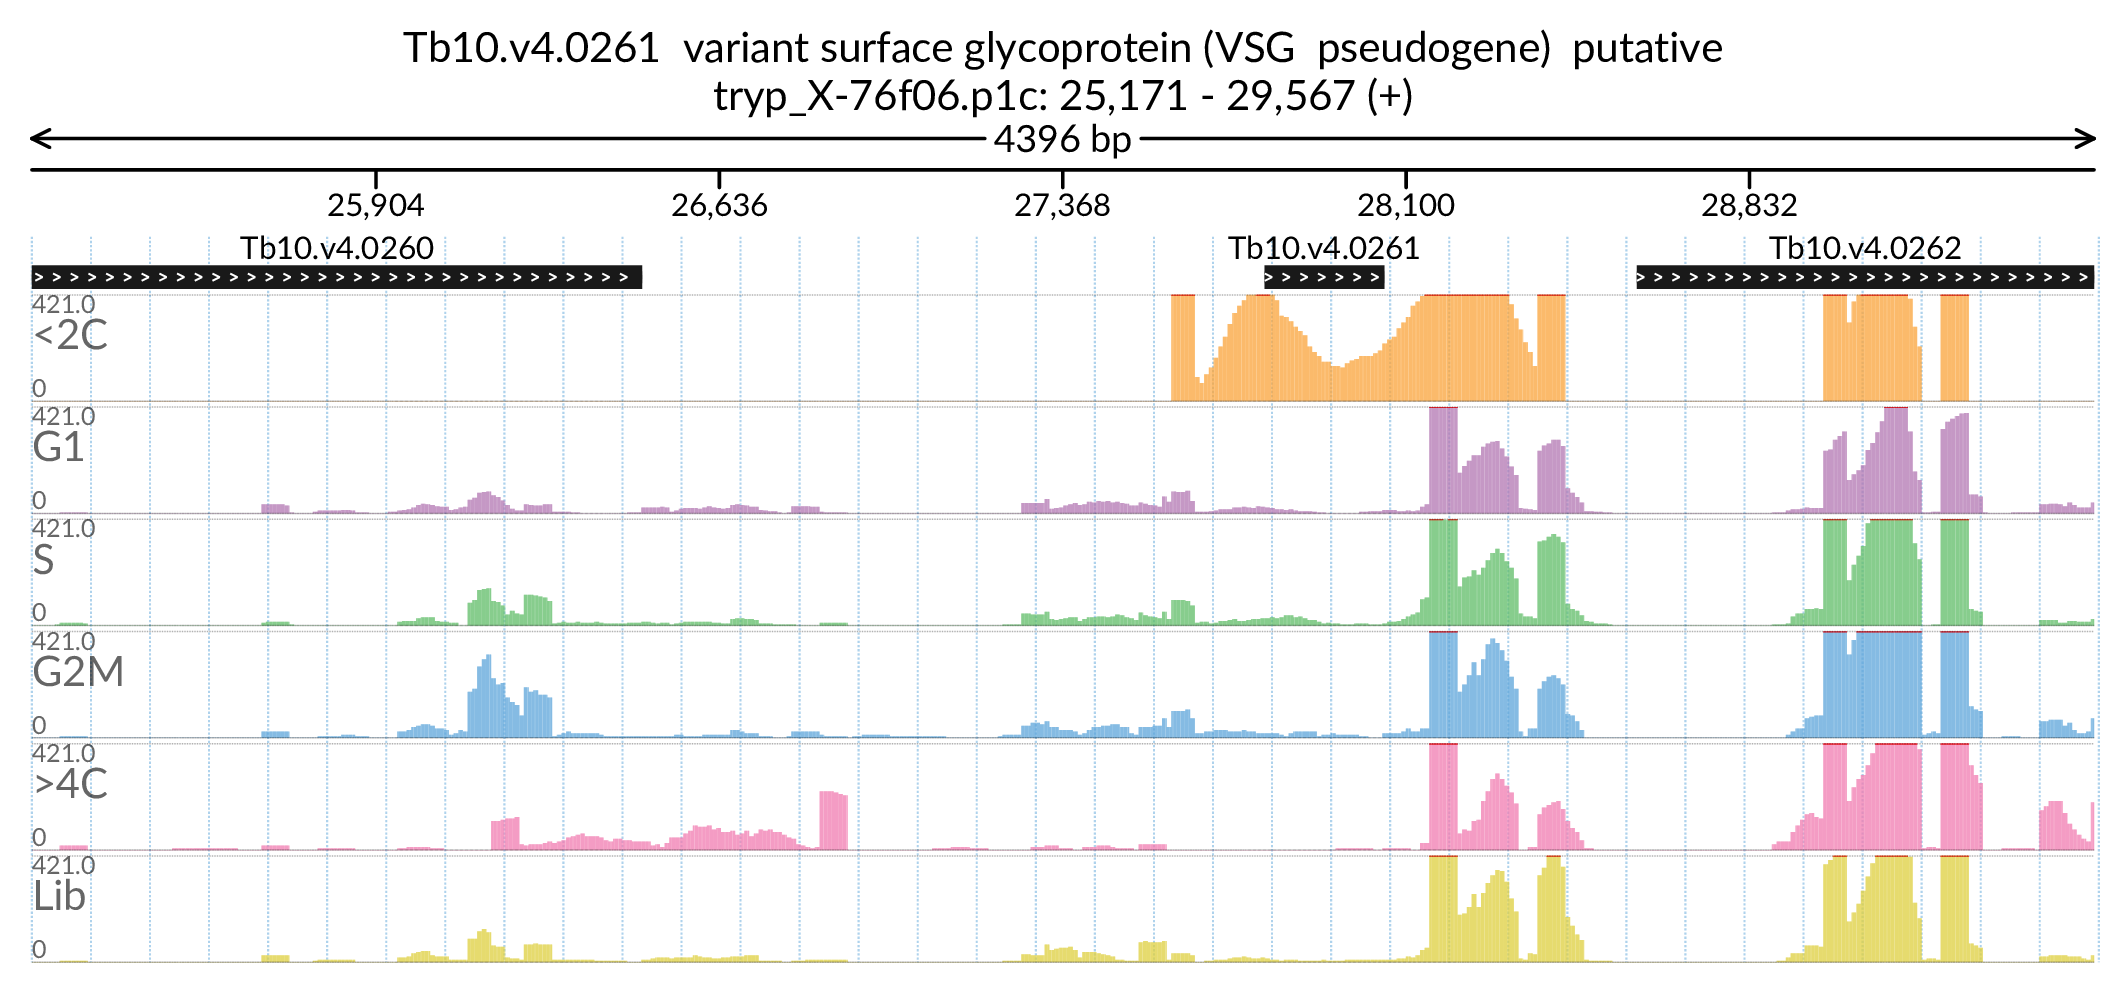 Tb10.v4.0261 variant surface glycoprotein (VSG pseudogene) putative
tryp_X-76f06.p1c: 25,171 - 29,567 (+)
4396 bp
25,904 26,636 27,368 28,100 28,832
Tb10.v4.0260 Tb10.v4.0261 Tb10.v4.0262
421.0
<2C
0
421.0
G1
0
421.0
S
0
421.0
G2M
0
421.0
>4C
0
421.0
Lib
0